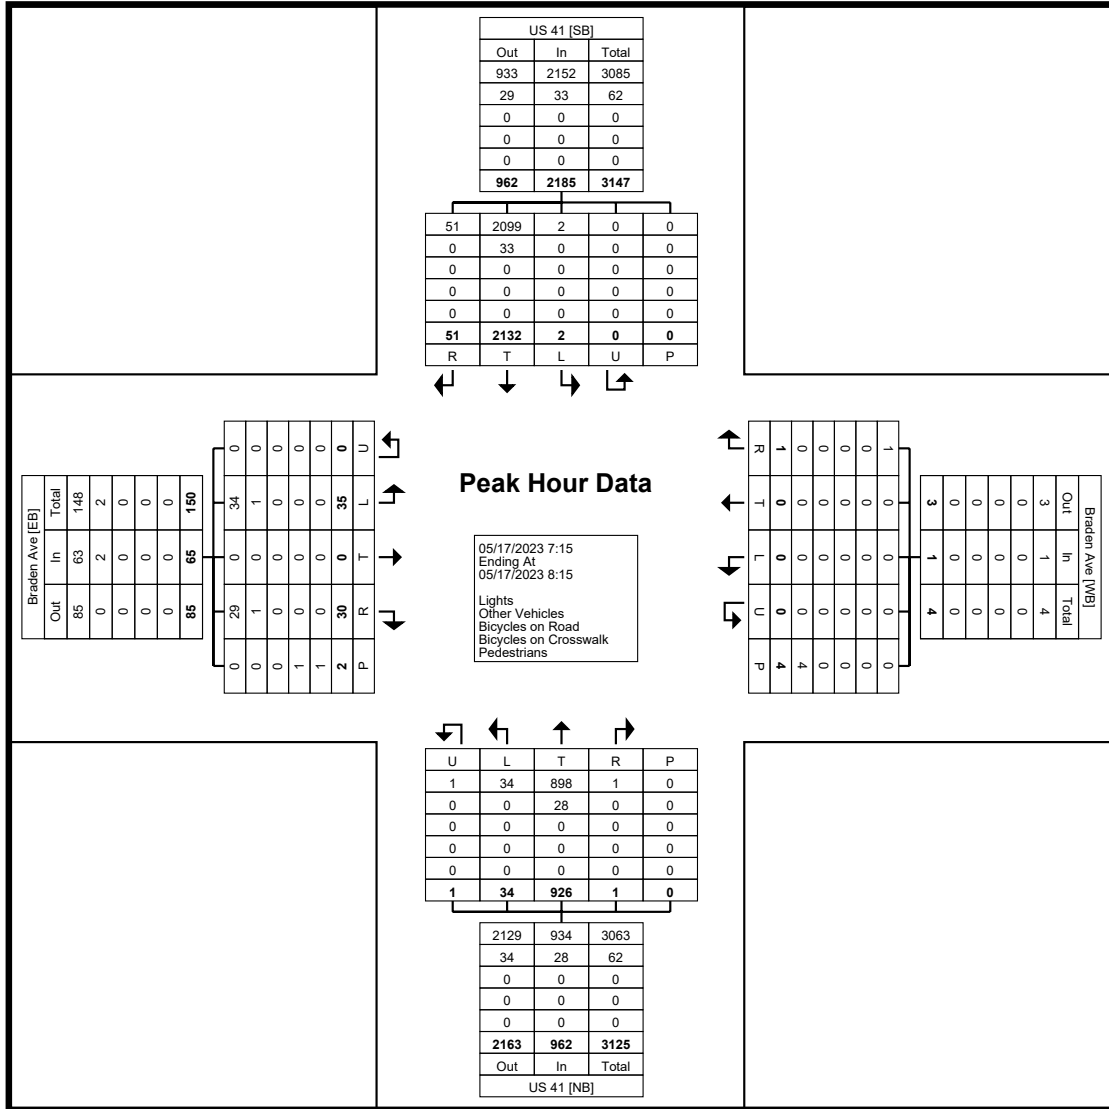 US 41 [SB]
Out In Total
933 2152 3085
29 33 62
0 0 0
0 0 0
0 0 0
962 2185 3147
51 2099 2 0 0
0 33 0 0 0
0 0 0 0 0
0 0 0 0 0
0 0 0 0 0
51 2132 2 0 0
R T L U P
Braden Ave [EB]
Total 148 2 0 0 0 150
In 63 2 0 0 0 65
Out 85 0 0 0 0 85
0 0 0 0 0 0 U
34 1 0 0 0 35 L
0 0 0 0 0 0 T
29 1 0 0 0 30 R
0 0 0 1 1 2 P
Peak Hour Data
05/17/2023 7:15
Ending At
05/17/2023 8:15
Lights
Other Vehicles
Bicycles on Road
Bicycles on Crosswalk
Pedestrians
R 1 0 0 0 0 1
T 0 0 0 0 0 0
L 0 0 0 0 0 0
U 0 0 0 0 0 0
P 4 4 0 0 0 0
3 0 0 0 0 3 Out
1 0 0 0 0 1 In
4 0 0 0 0 4 Total
Braden Ave [WB]
U L T R P
1 34 898 1 0
0 0 28 0 0
0 0 0 0 0
0 0 0 0 0
0 0 0 0 0
1 34 926 1 0
2129 934 3063
34 28 62
0 0 0
0 0 0
0 0 0
2163 962 3125
Out In Total
US 41 [NB]